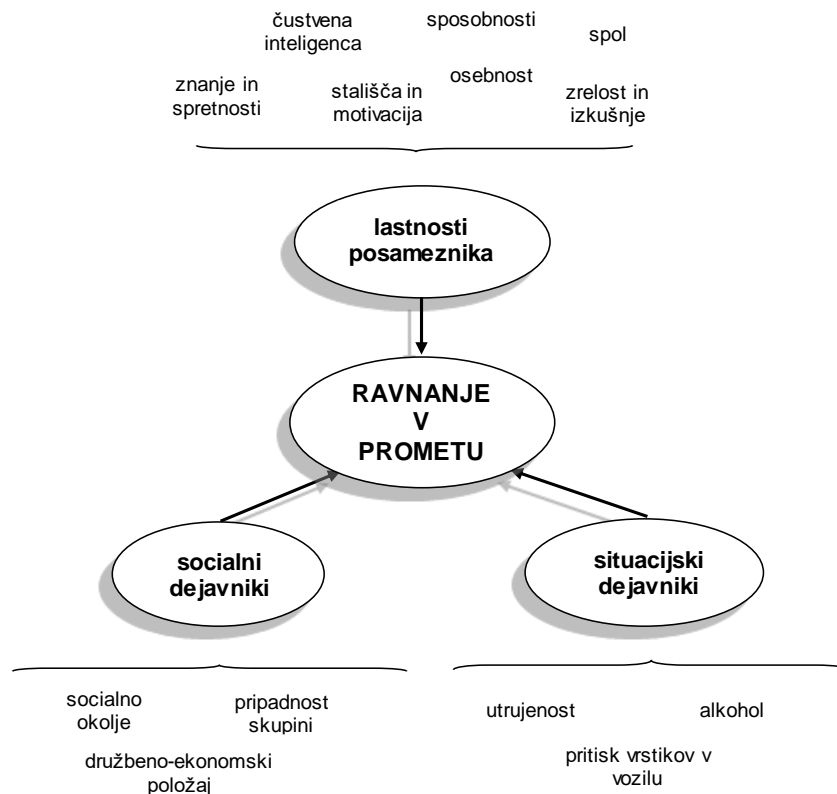 čustvena
inteligenca
sposobnosti
spol
znanje in
spretnosti
stališča in
motivacija
osebnost
zrelost in
izkušnje
lastnosti
posameznika
RAVNANJE
V
PROMETU
socialni
dejavniki
situacijski
dejavniki
socialno
okolje
pripadnost
skupini
družbeno-ekonomski
položaj
utrujenost
alkohol
pritisk vrstikov v
vozilu